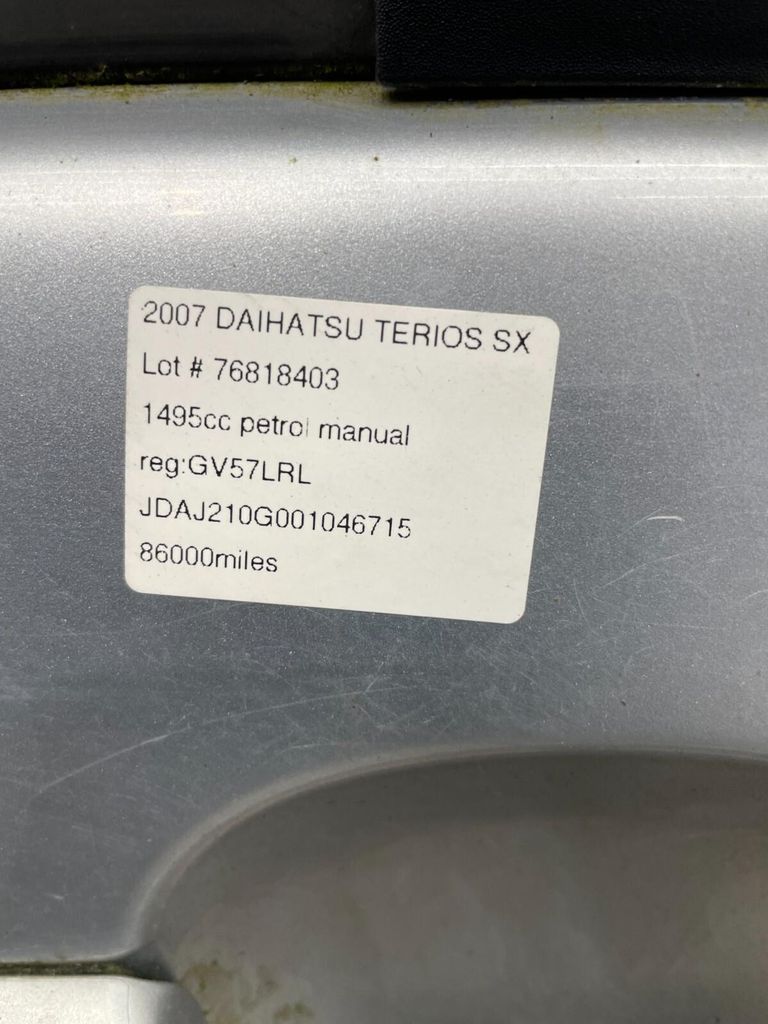 2007 DAIHATSU TERIOS SX
Lot # 76818403
1495cc petrol manual
reg:GV57LRL
JDAJ210G001046715
86000miles